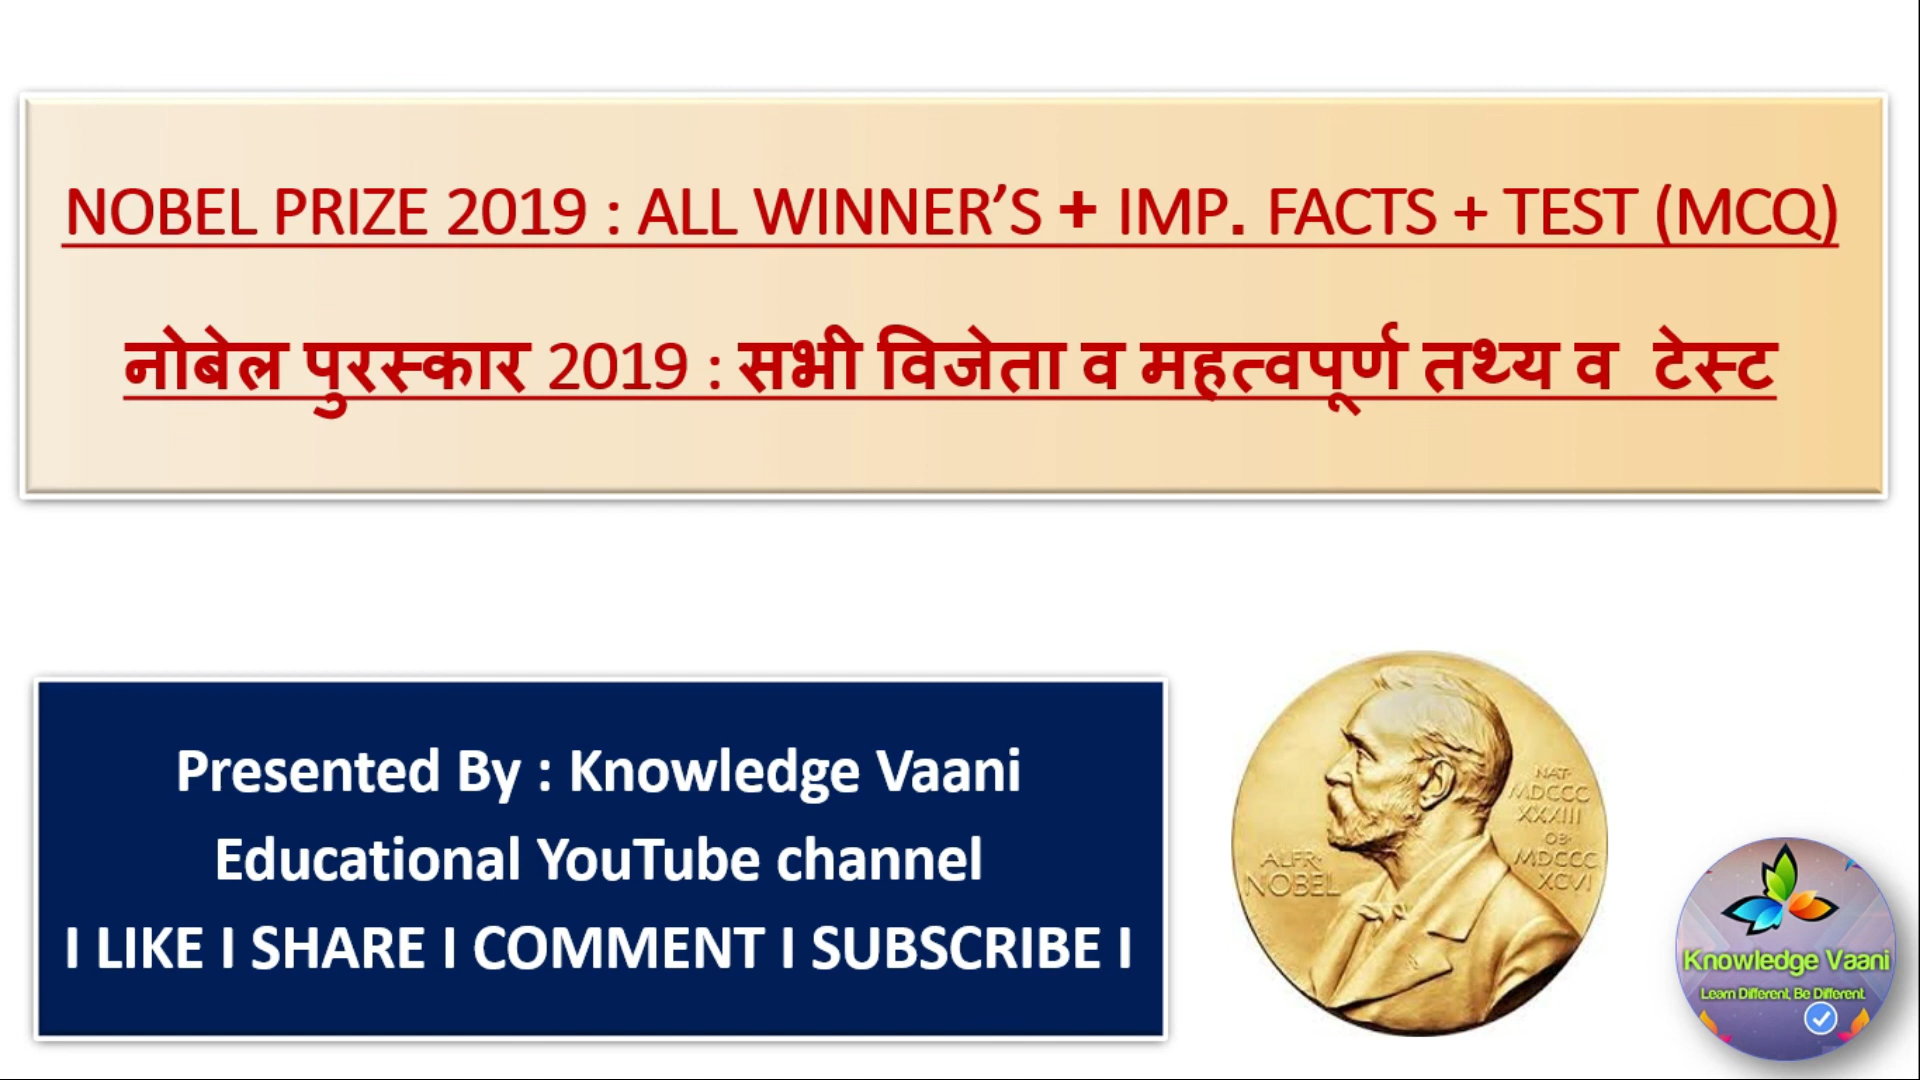 NOBEL PRIZE 2019 : ALL WINNER’S + IMP. FACTS + TEST (MCQ)
नोबेल पुरस्कार 2019 : सभी विजेता व महत्वपूर्ण तथ्य व टेस्ट
Presented By : Knowledge Vaani
Educational YouTube channel
I LIKE I SHARE I COMMENT I SUBSCRIBE I
ALFR·
NOBEL
NAT·
MDCCC
XXXIII
OB·
MDCCC
XCVI
Knowledge Vaani
Learn Different, Be Different.